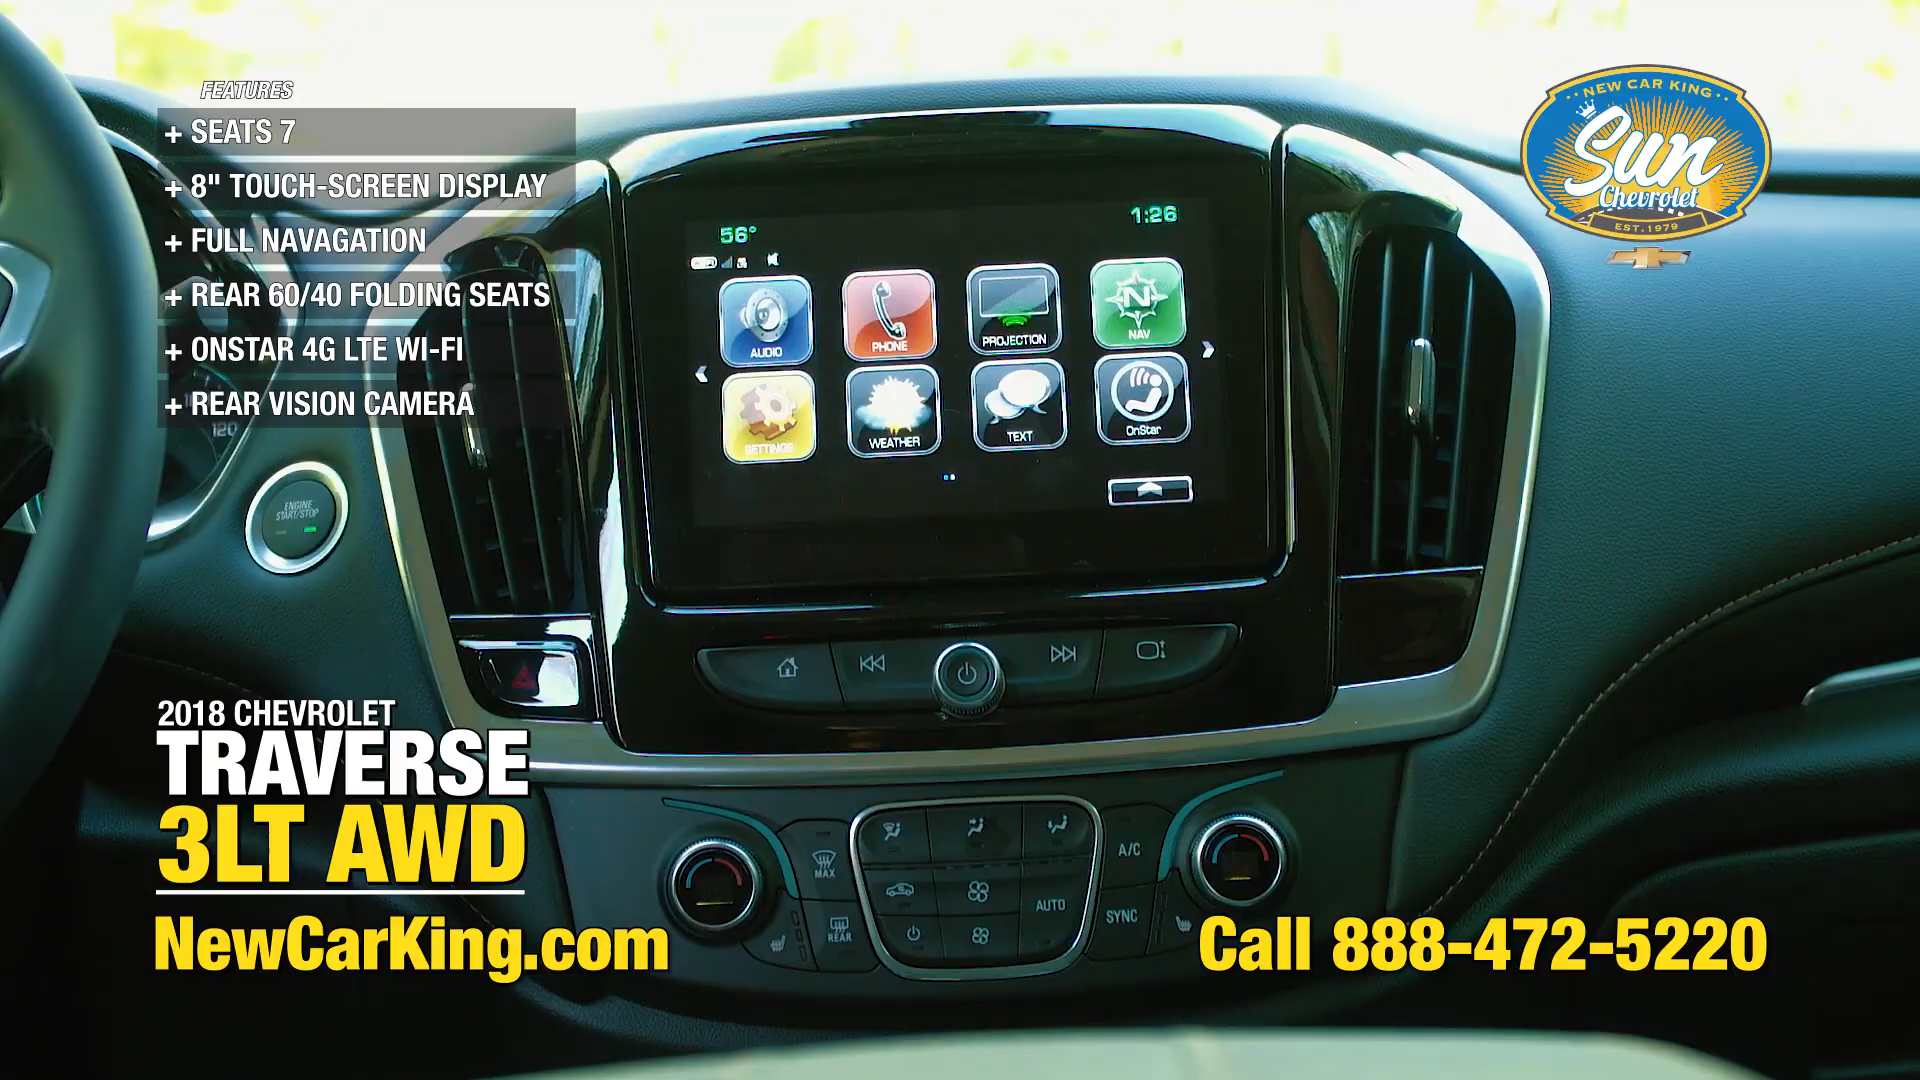 FEATURES
+ SEATS 7
+ 8" TOUCH-SCREEN DISPLAY
+ FULL NAVAGATION
+ REAR 60/40 FOLDING SEATS
+ ONSTAR 4G LTE WI-FI
+ REAR VISION CAMERA
NEW CAR KING
Sun
Chevrolet
EST. 1979
56°
1:26
AUDIO
PHONE
PROJECTION
NAV
SETTINGS
WEATHER
TEXT
OnStar
120
ENGINE
START/STOP
2018 CHEVROLET
TRAVERSE
3LT AWD
NewCarKing.com
Call 888-472-5220
MAX
A/C
REAR
AUTO
SYNC